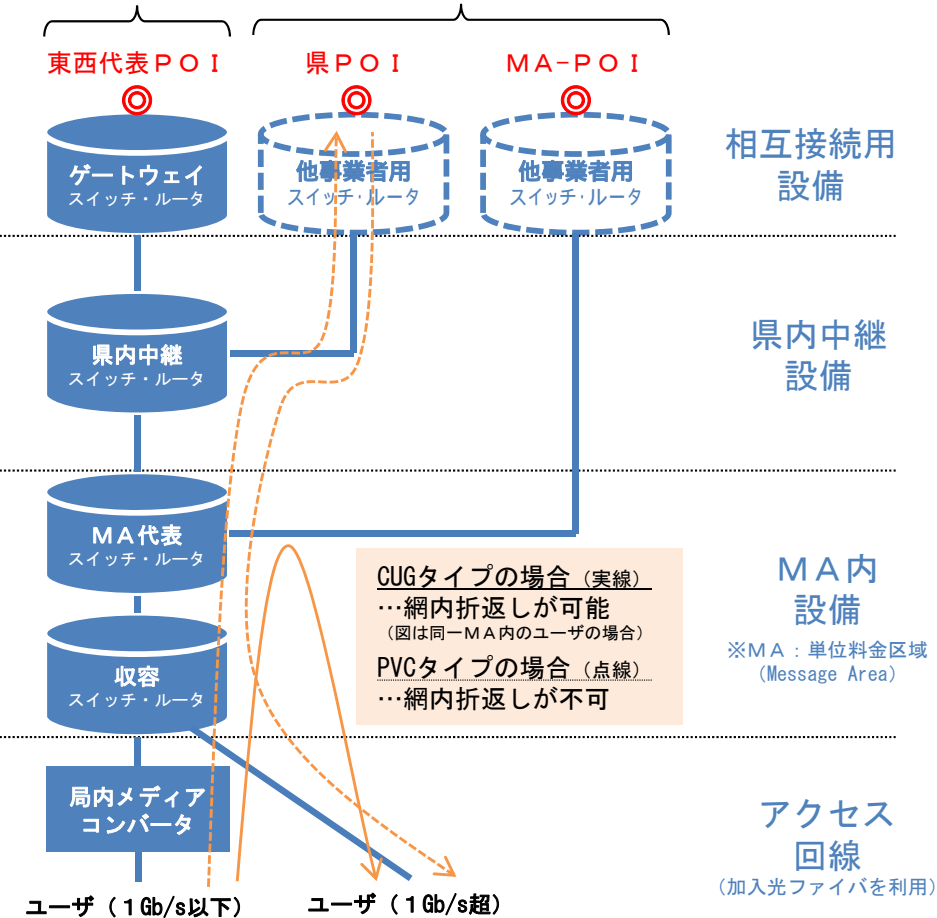 東西代表ＰＯＩ
県ＰＯＩ
ＭＡ-ＰＯＩ
ゲートウェイ
スイッチ・ルータ
他事業者用
スイッチ・ルータ
他事業者用
スイッチ・ルータ
相互接続用
設備
県内中継
スイッチ・ルータ
県内中継
設備
ＭＡ代表
スイッチ・ルータ
収容
スイッチ・ルータ
CUGタイプの場合（実線）
…網内折返しが可能
（図は同一ＭＡ内のユーザの場合）
PVCタイプの場合（点線）
…網内折返しが不可
ＭＡ内
設備
※ＭＡ：単位料金区域
（Message Area）
局内メディア
コンバータ
アクセス
回線
（加入光ファイバを利用）
ユーザ（１Gb/s以下）
ユーザ（１Gb/s超）